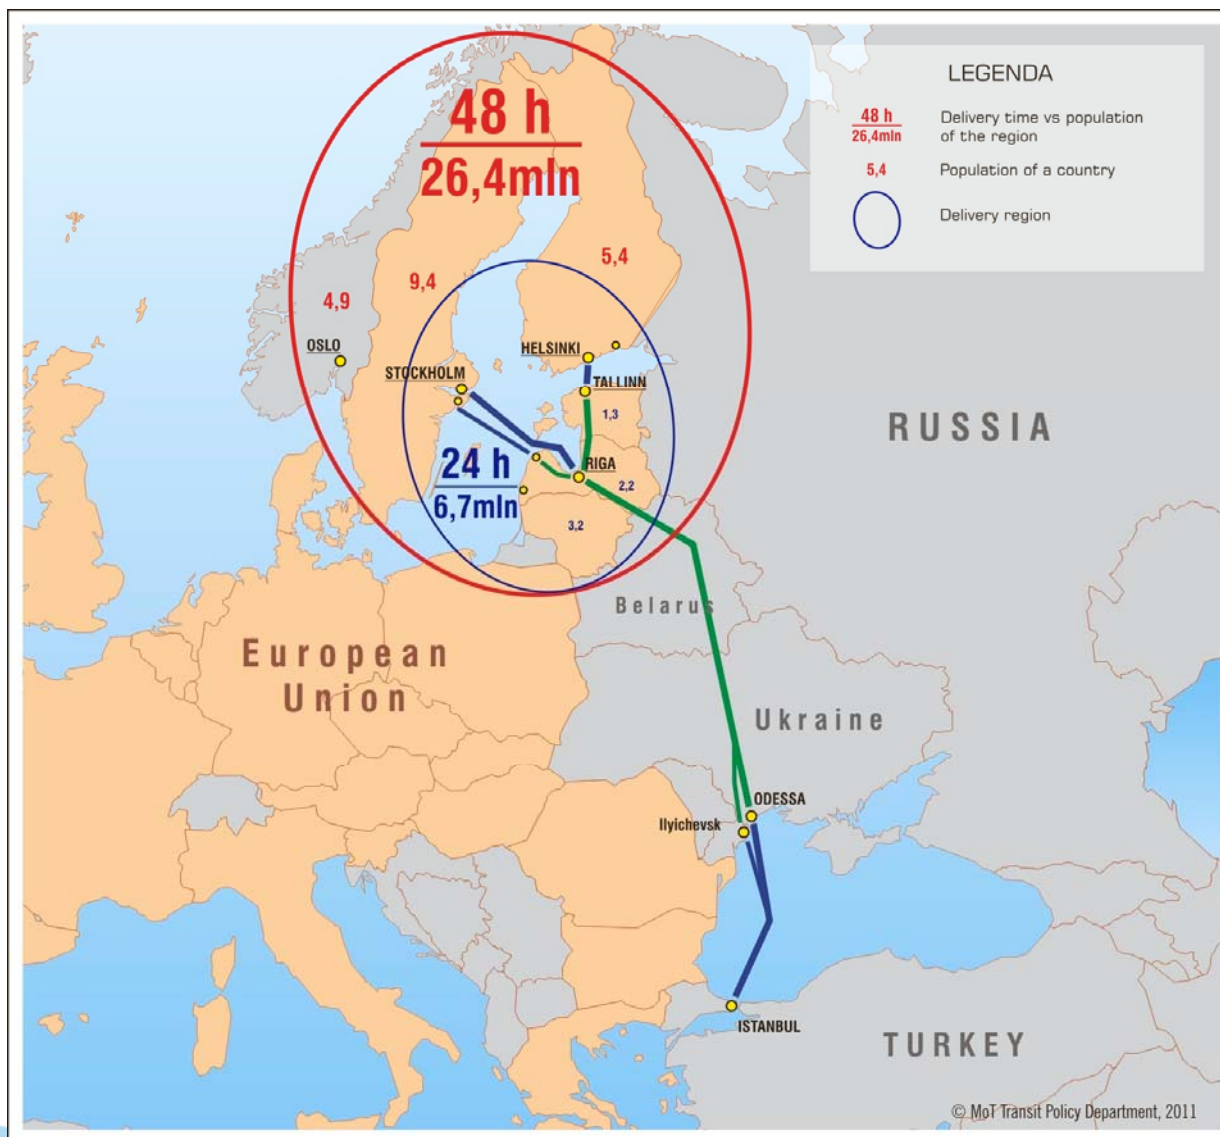 LEGENDA
48 h
26,4mln
Delivery time vs population
of the region
5,4
Population of a country
Delivery region
48 h
26,4mln
5,4
9,4
4,9
OSLO
HELSINKI
STOCKHOLM
TALLINN
1,3
RUSSIA
24 h
6,7mln
RIGA
2,2
3,2
Belarus
European
Union
Ukraine
ODESSA
Ilyichevsk
ISTANBUL
TURKEY
© MoT Transit Policy Department, 2011